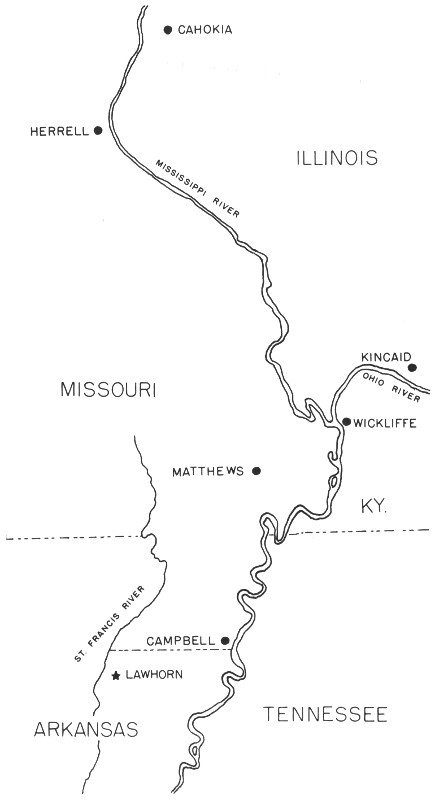 CAHOKIA
HERRELL
ILLINOIS
MISSISSIPPI RIVER
KINCAID
OHIO RIVER
MISSOURI
WICKLIFFE
MATTHEWS
KY.
ST. FRANCIS RIVER
CAMPBELL
LAWHORN
TENNESSEE
ARKANSAS